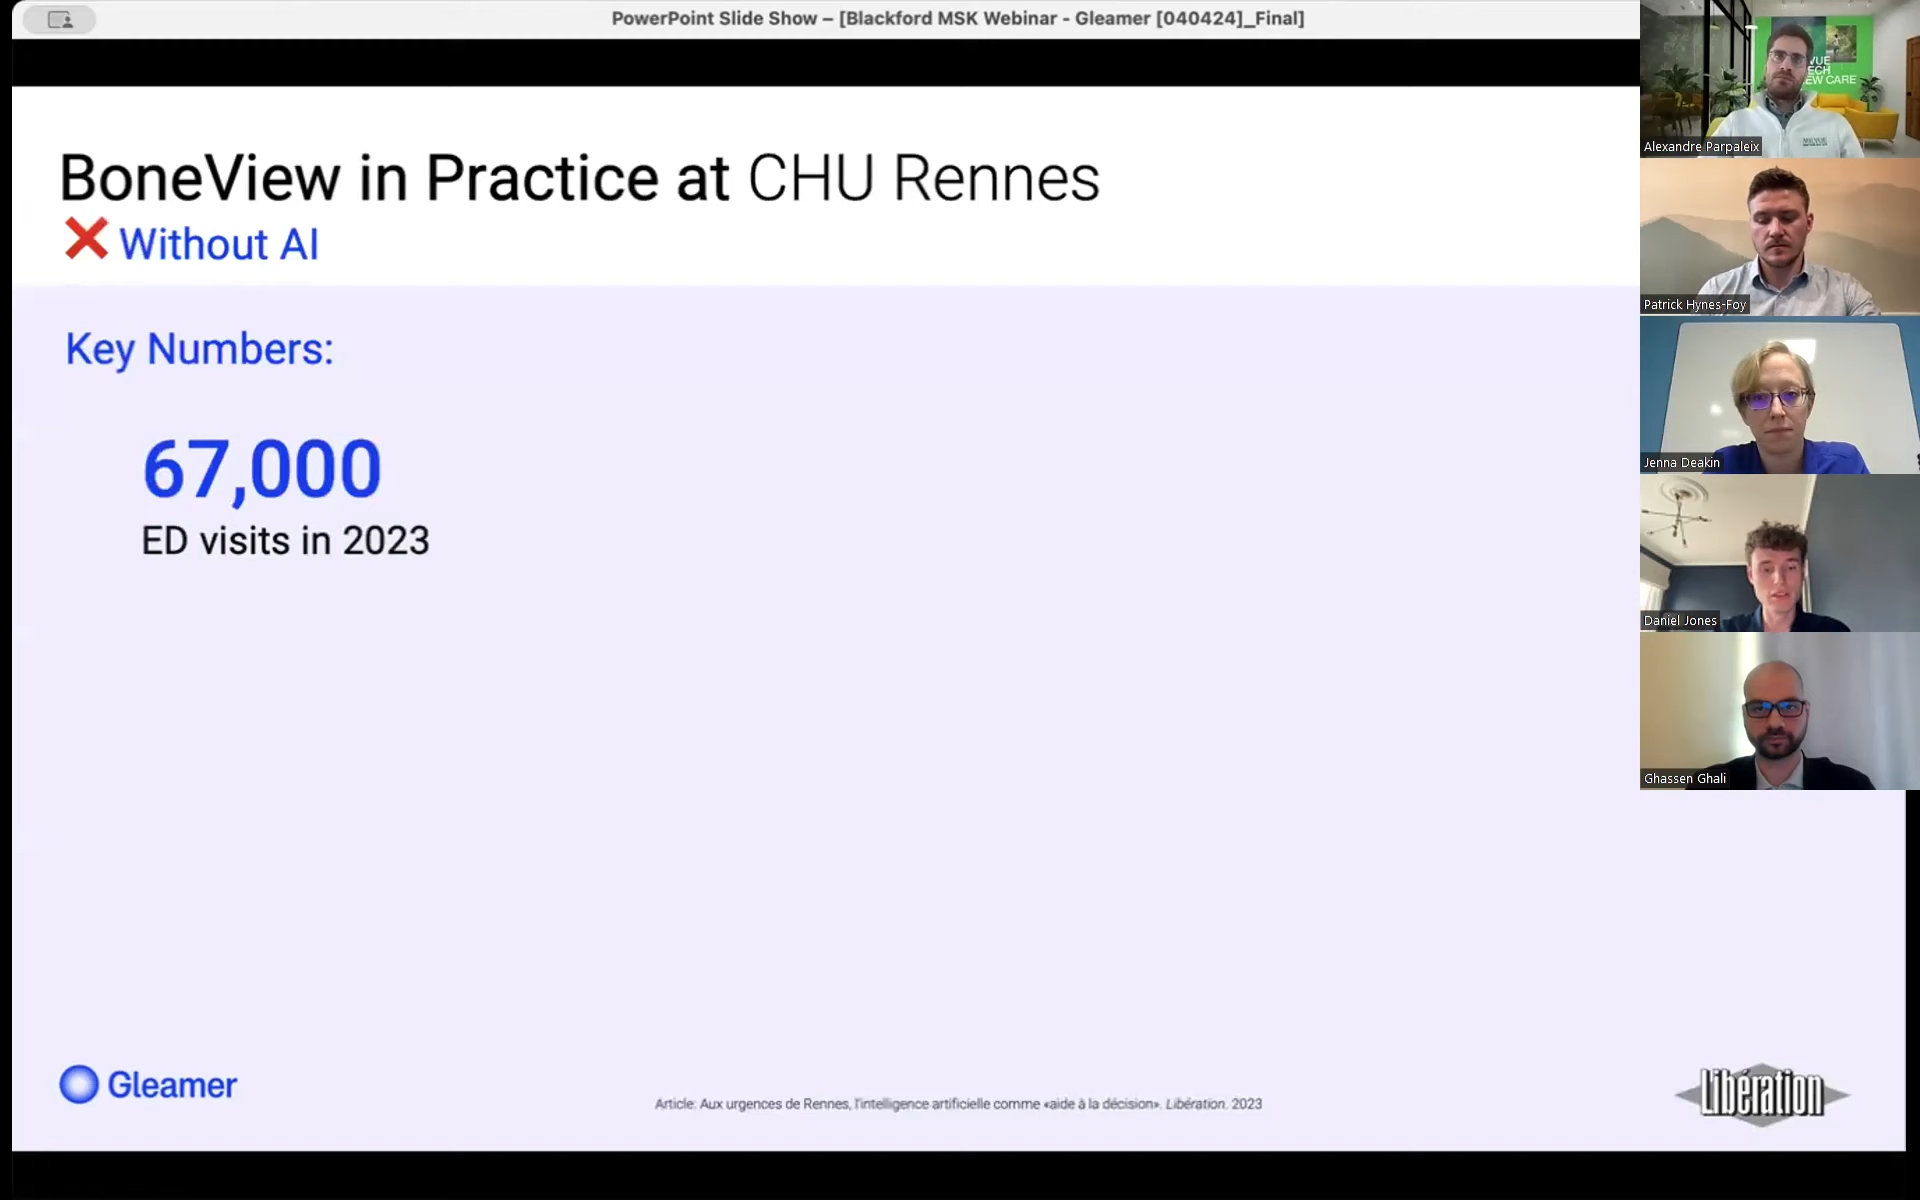 PowerPoint Slide Show – [Blackford MSK Webinar - Gleamer [040424]_Final]
BoneView in Practice at CHU Rennes
Without AI
Key Numbers:
67,000
ED visits in 2023
Gleamer
Article: Aux urgences de Rennes, l'intelligence artificielle comme «aide à la décision». Libération. 2023
Libération
EW CARE
Alexandre Parpaleix
Patrick Hynes-Foy
Jenna Deakin
Daniel Jones
Ghassen Ghali